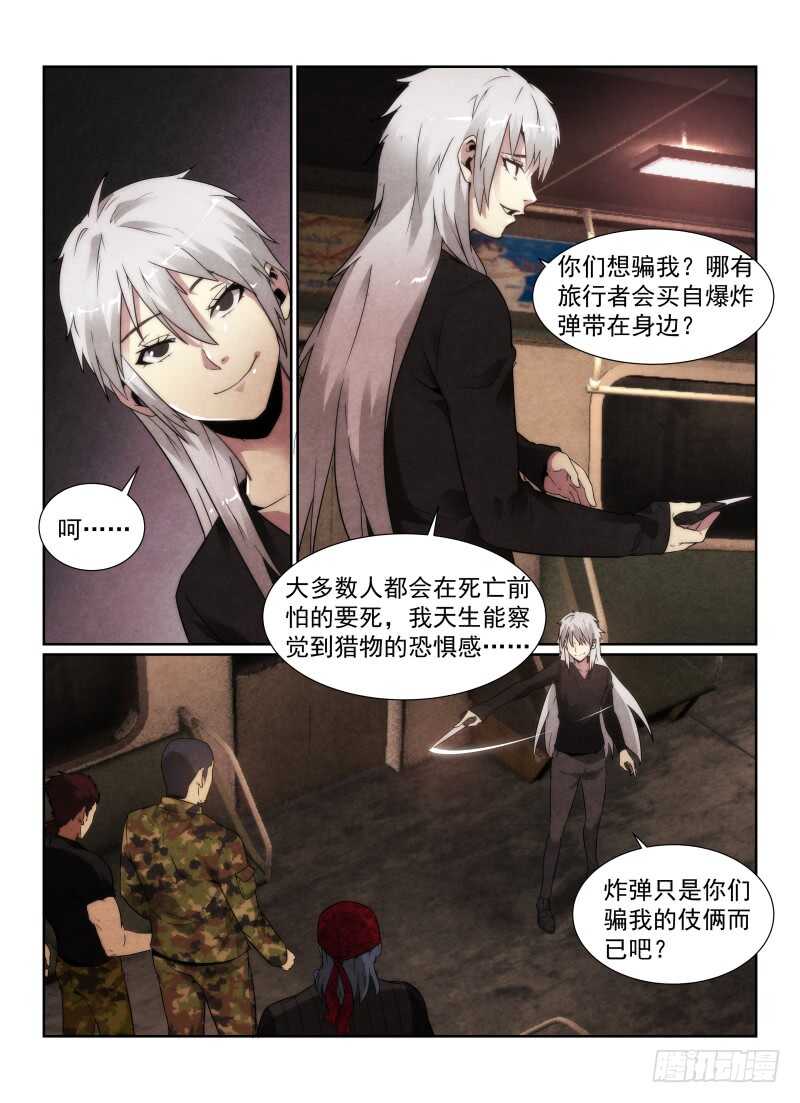 呵……
你们想骗我？哪有
旅行者会买自爆炸
弹带在身边？
大多数人都会在死亡前
怕的要死，我天生能察
觉到猎物的恐惧感……
炸弹只是你们
骗我的伎俩而
已吧？
腾讯动漫